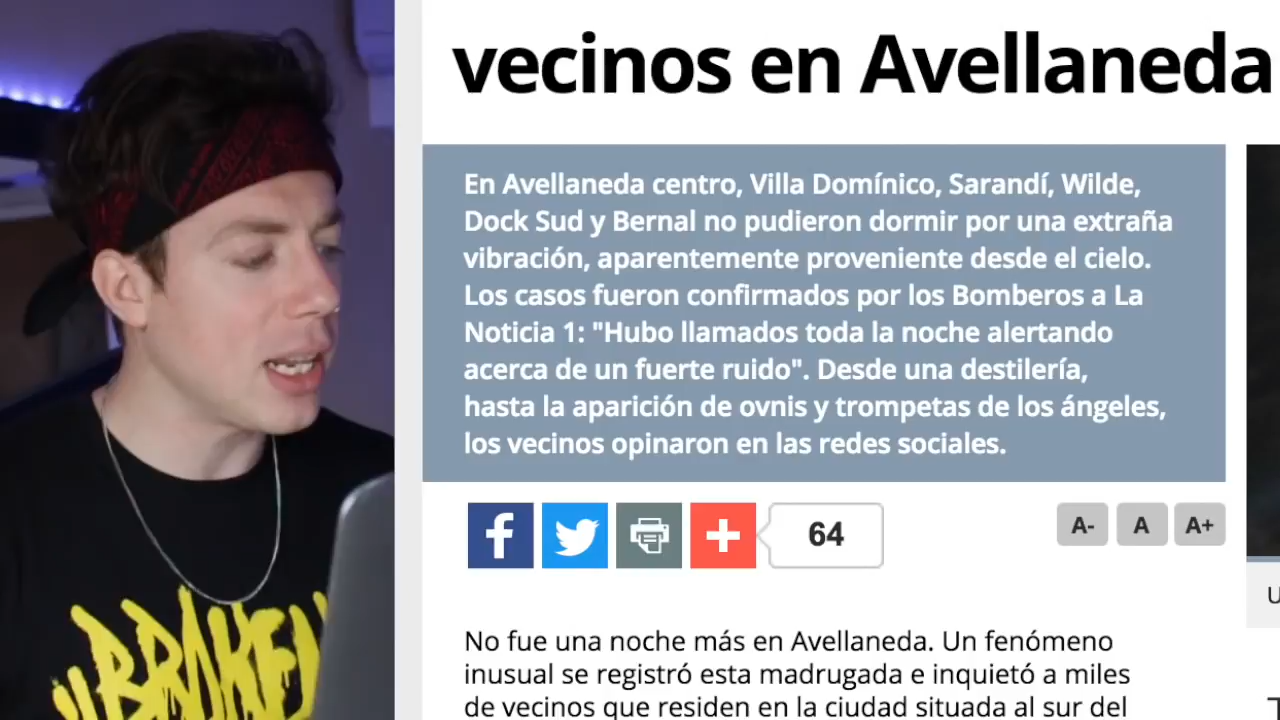 vecinos en Avellaneda
En Avellaneda centro, Villa Domínico, Sarandí, Wilde,
Dock Sud y Bernal no pudieron dormir por una extraña
vibración, aparentemente proveniente desde el cielo.
Los casos fueron confirmados por los Bomberos a La
Noticia 1: "Hubo llamados toda la noche alertando
acerca de un fuerte ruido". Desde una destilería,
hasta la aparición de ovnis y trompetas de los ángeles,
los vecinos opinaron en las redes sociales.
64
A- A A+
No fue una noche más en Avellaneda. Un fenómeno
inusual se registró esta madrugada e inquietó a miles
de vecinos que residen en la ciudad situada al sur del
BROKEN